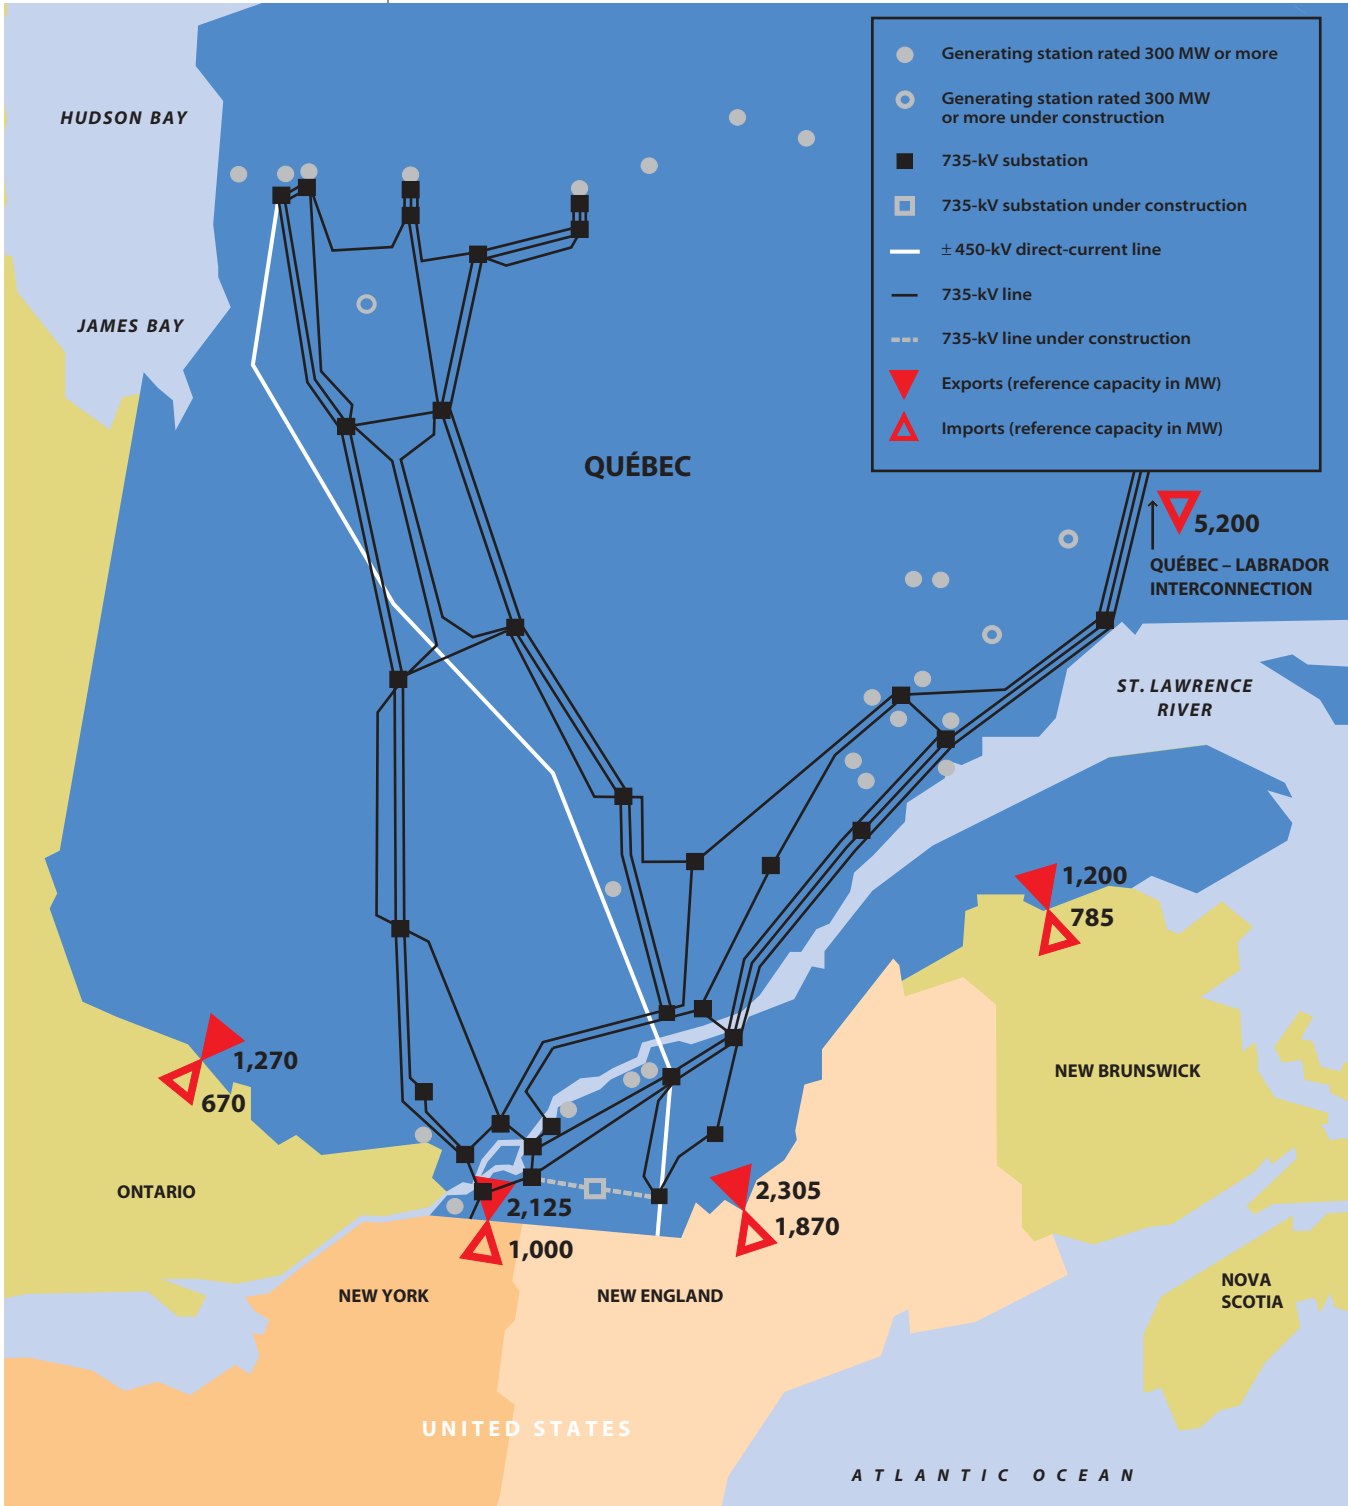 HUDSON BAY
JAMES BAY
Generating station rated 300 MW or more
Generating station rated 300 MW
or more under construction
735-kV substation
735-kV substation under construction
± 450-kV direct-current line
735-kV line
735-kV line under construction
Exports (reference capacity in MW)
Imports (reference capacity in MW)
QUÉBEC
5,200
QUÉBEC – LABRADOR
INTERCONNECTION
ST. LAWRENCE
RIVER
1,200
785
1,270
670
NEW BRUNSWICK
ONTARIO
2,125
1,000
2,305
1,870
NEW YORK
NEW ENGLAND
NOVA
SCOTIA
UNITED STATES
ATLANTIC OCEAN